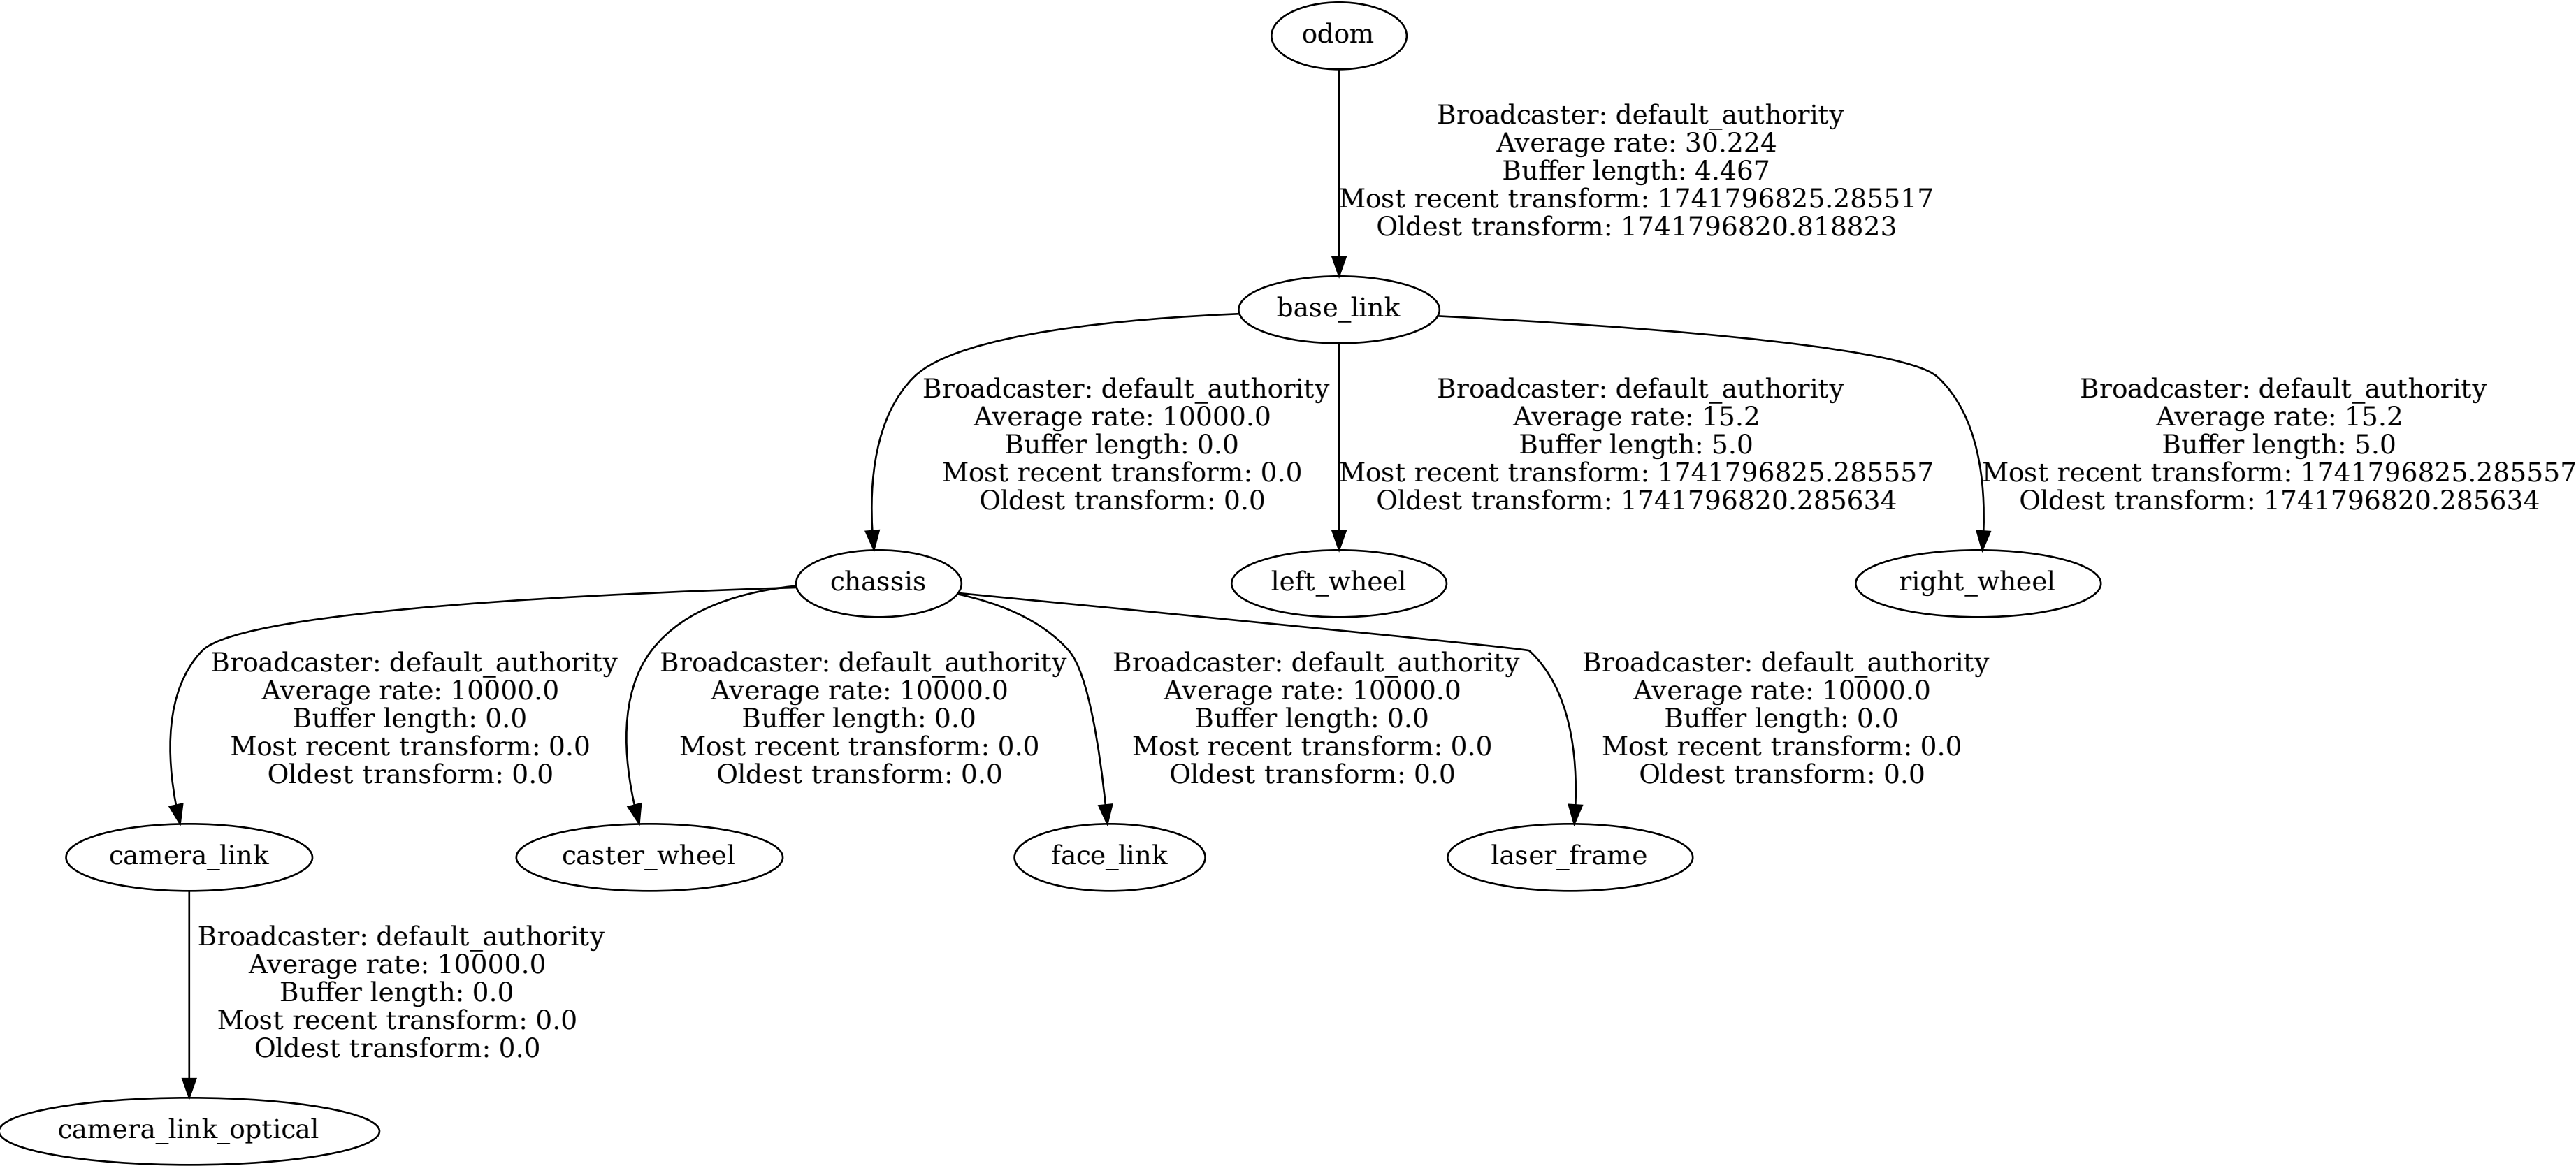 odom
Broadcaster: default_authority
Average rate: 30.224
Buffer length: 4.467
Most recent transform: 1741796825.285517
Oldest transform: 1741796820.818823
base_link
Broadcaster: default_authority
Average rate: 10000.0
Buffer length: 0.0
Most recent transform: 0.0
Oldest transform: 0.0
Broadcaster: default_authority
Average rate: 15.2
Buffer length: 5.0
Most recent transform: 1741796825.285557
Oldest transform: 1741796820.285634
Broadcaster: default_authority
Average rate: 15.2
Buffer length: 5.0
Most recent transform: 1741796825.285557
Oldest transform: 1741796820.285634
chassis
left_wheel
right_wheel
Broadcaster: default_authority
Average rate: 10000.0
Buffer length: 0.0
Most recent transform: 0.0
Oldest transform: 0.0
Broadcaster: default_authority
Average rate: 10000.0
Buffer length: 0.0
Most recent transform: 0.0
Oldest transform: 0.0
Broadcaster: default_authority
Average rate: 10000.0
Buffer length: 0.0
Most recent transform: 0.0
Oldest transform: 0.0
Broadcaster: default_authority
Average rate: 10000.0
Buffer length: 0.0
Most recent transform: 0.0
Oldest transform: 0.0
camera_link
caster_wheel
face_link
laser_frame
Broadcaster: default_authority
Average rate: 10000.0
Buffer length: 0.0
Most recent transform: 0.0
Oldest transform: 0.0
camera_link_optical